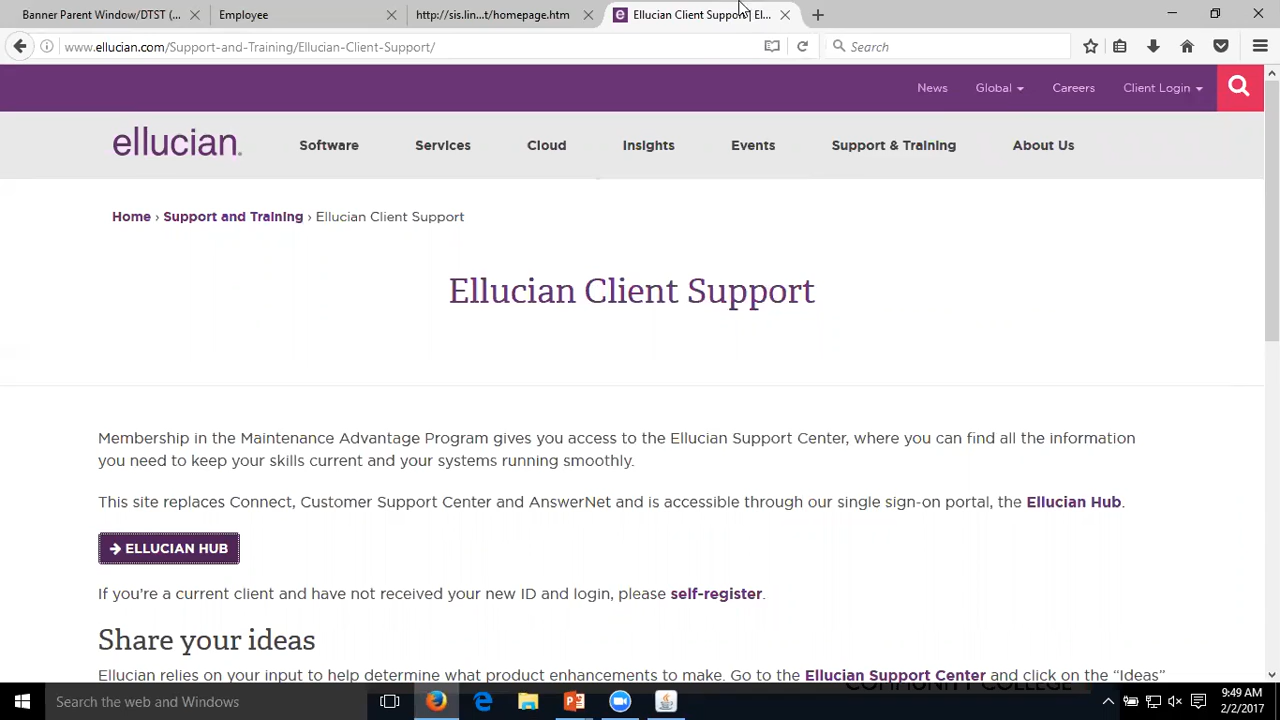 Banner Parent Window/DTST (...
Employee
http://sis.lin...t/homepage.htm
Ellucian Client Support | El...
www.ellucian.com/Support-and-Training/Ellucian-Client-Support/
Search
News
Global
Careers
Client Login
ellucian.
Software
Services
Cloud
Insights
Events
Support & Training
About Us
Home › Support and Training › Ellucian Client Support
Ellucian Client Support
Membership in the Maintenance Advantage Program gives you access to the Ellucian Support Center, where you can find all the information
you need to keep your skills current and your systems running smoothly.
This site replaces Connect, Customer Support Center and AnswerNet and is accessible through our single sign-on portal, the Ellucian Hub.
ELLUCIAN HUB
If you're a current client and have not received your new ID and login, please self-register.
Share your ideas
Ellucian relies on your input to help determine what product enhancements to make. Go to the Ellucian Support Center and click on the “Ideas”
COMMUNITY COLLEGE
Search the web and Windows
9:49 AM
2/2/2017